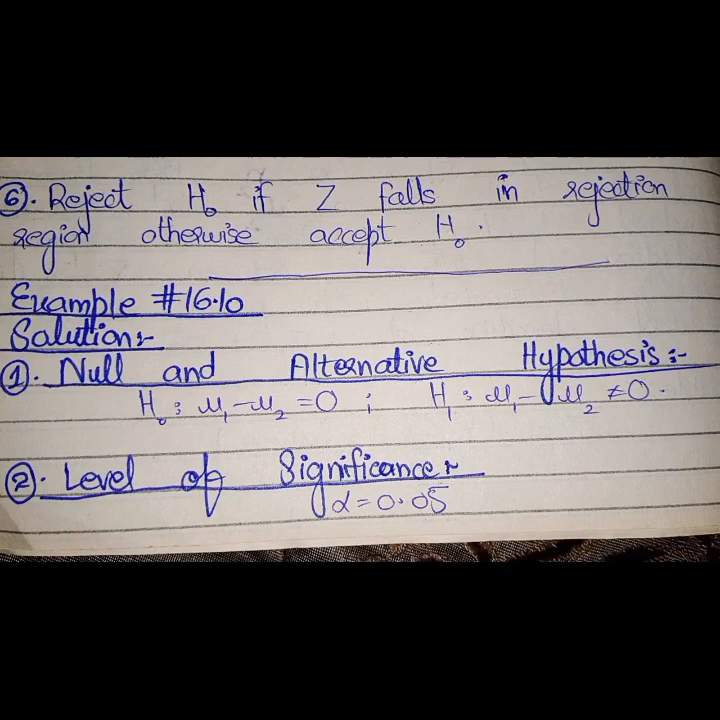 ⑥. Reject H₀ if Z falls in rejection
region otherwise accept H₀.
Example #16.10
Solution:-
①. Null and Alternative Hypothesis:-
H₀ : μ₁-μ₂ = 0 ; H₁ : μ₁-μ₂ ≠ 0.
②. Level of Significance:-
α = 0.05